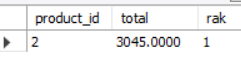 product_id total rak
2 3045.0000 1